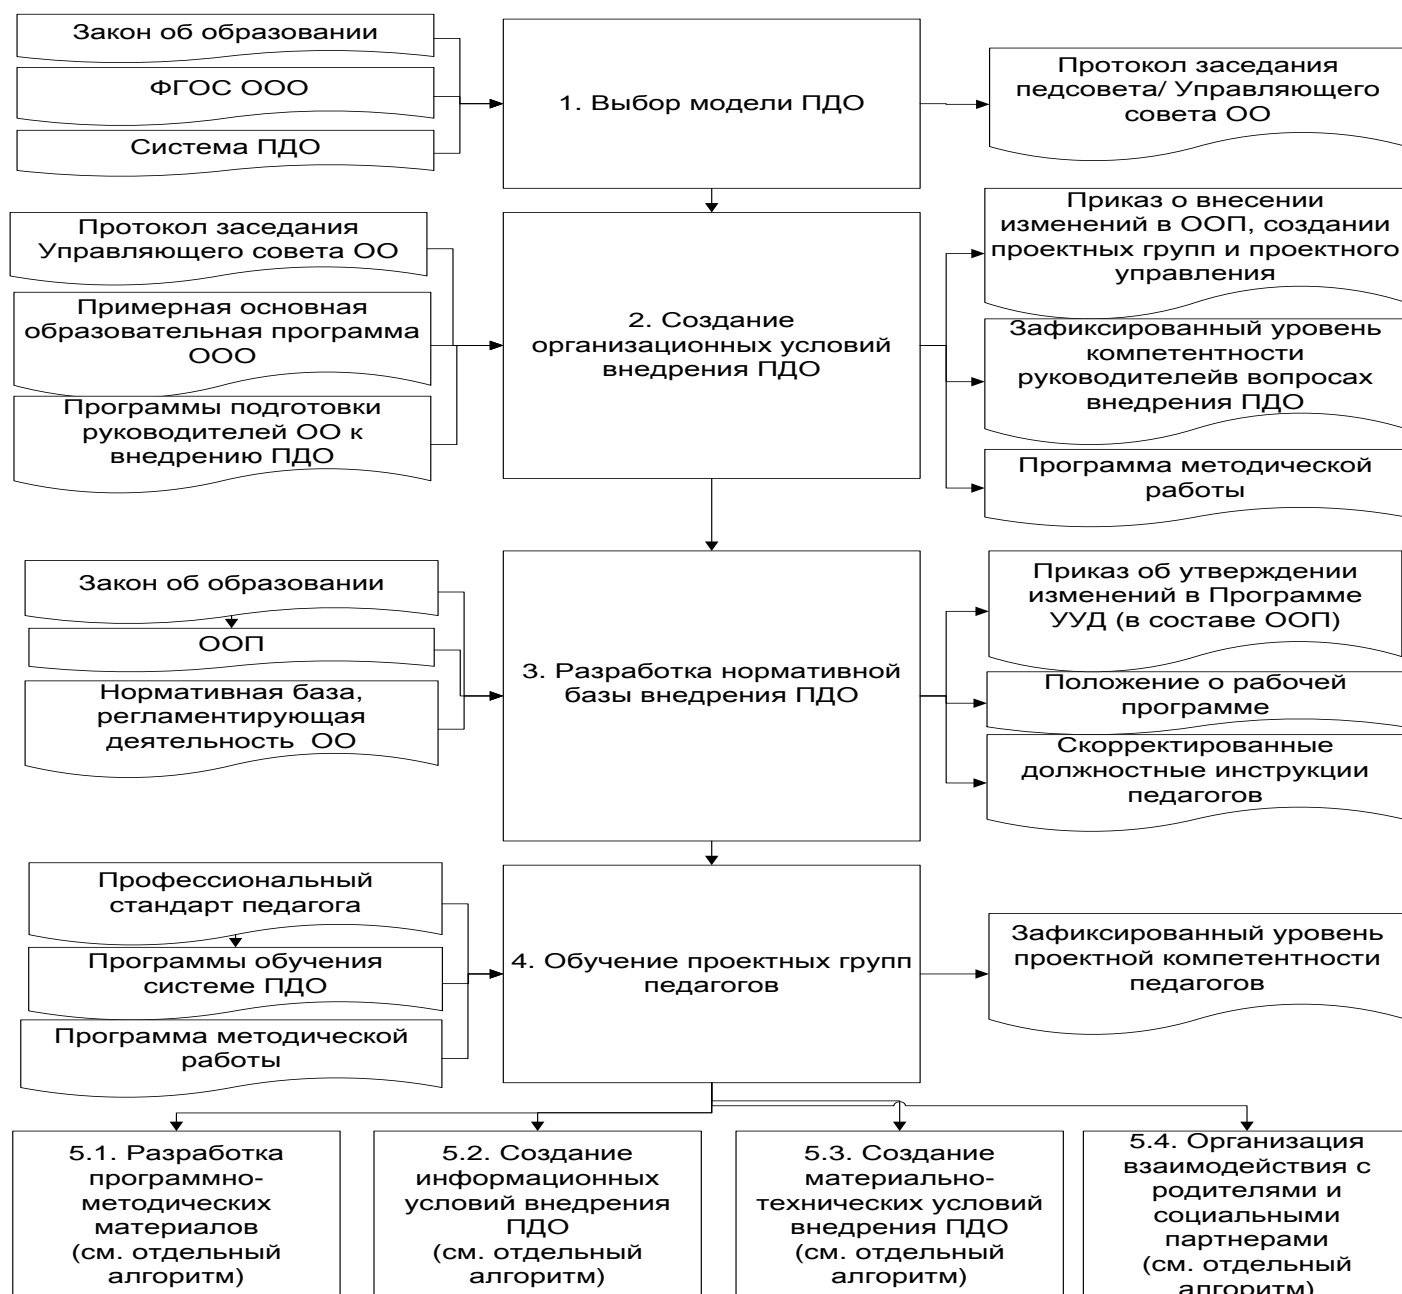 Закон об образовании
ФГОС ООО
Система ПДО
1. Выбор модели ПДО
Протокол заседания
педсовета/ Управляющего
совета ОО
Протокол заседания
Управляющего совета ОО
Примерная основная
образовательная программа
ООО
Программы подготовки
руководителей ОО к
внедрению ПДО
2. Создание
организационных условий
внедрения ПДО
Приказ о внесении
изменений в ООП, создании
проектных групп и проектного
управления
Зафиксированный уровень
компетентности
руководителейв вопросах
внедрения ПДО
Программа методической
работы
Закон об образовании
ООП
Нормативная база,
регламентирующая
деятельность ОО
3. Разработка нормативной
базы внедрения ПДО
Приказ об утверждении
изменений в Программе
УУД (в составе ООП)
Положение о рабочей
программе
Скорректированные
должностные инструкции
педагогов
Профессиональный
стандарт педагога
Программы обучения
системе ПДО
Программа методической
работы
4. Обучение проектных групп
педагогов
Зафиксированный уровень
проектной компетентности
педагогов
5.1. Разработка
программно-
методических
материалов
(см. отдельный
алгоритм)
5.2. Создание
информационных
условий внедрения
ПДО
(см. отдельный
алгоритм)
5.3. Создание
материально-
технических условий
внедрения ПДО
(см. отдельный
алгоритм)
5.4. Организация
взаимодействия с
родителями и
социальными
партнерами
(см. отдельный
алгоритм)